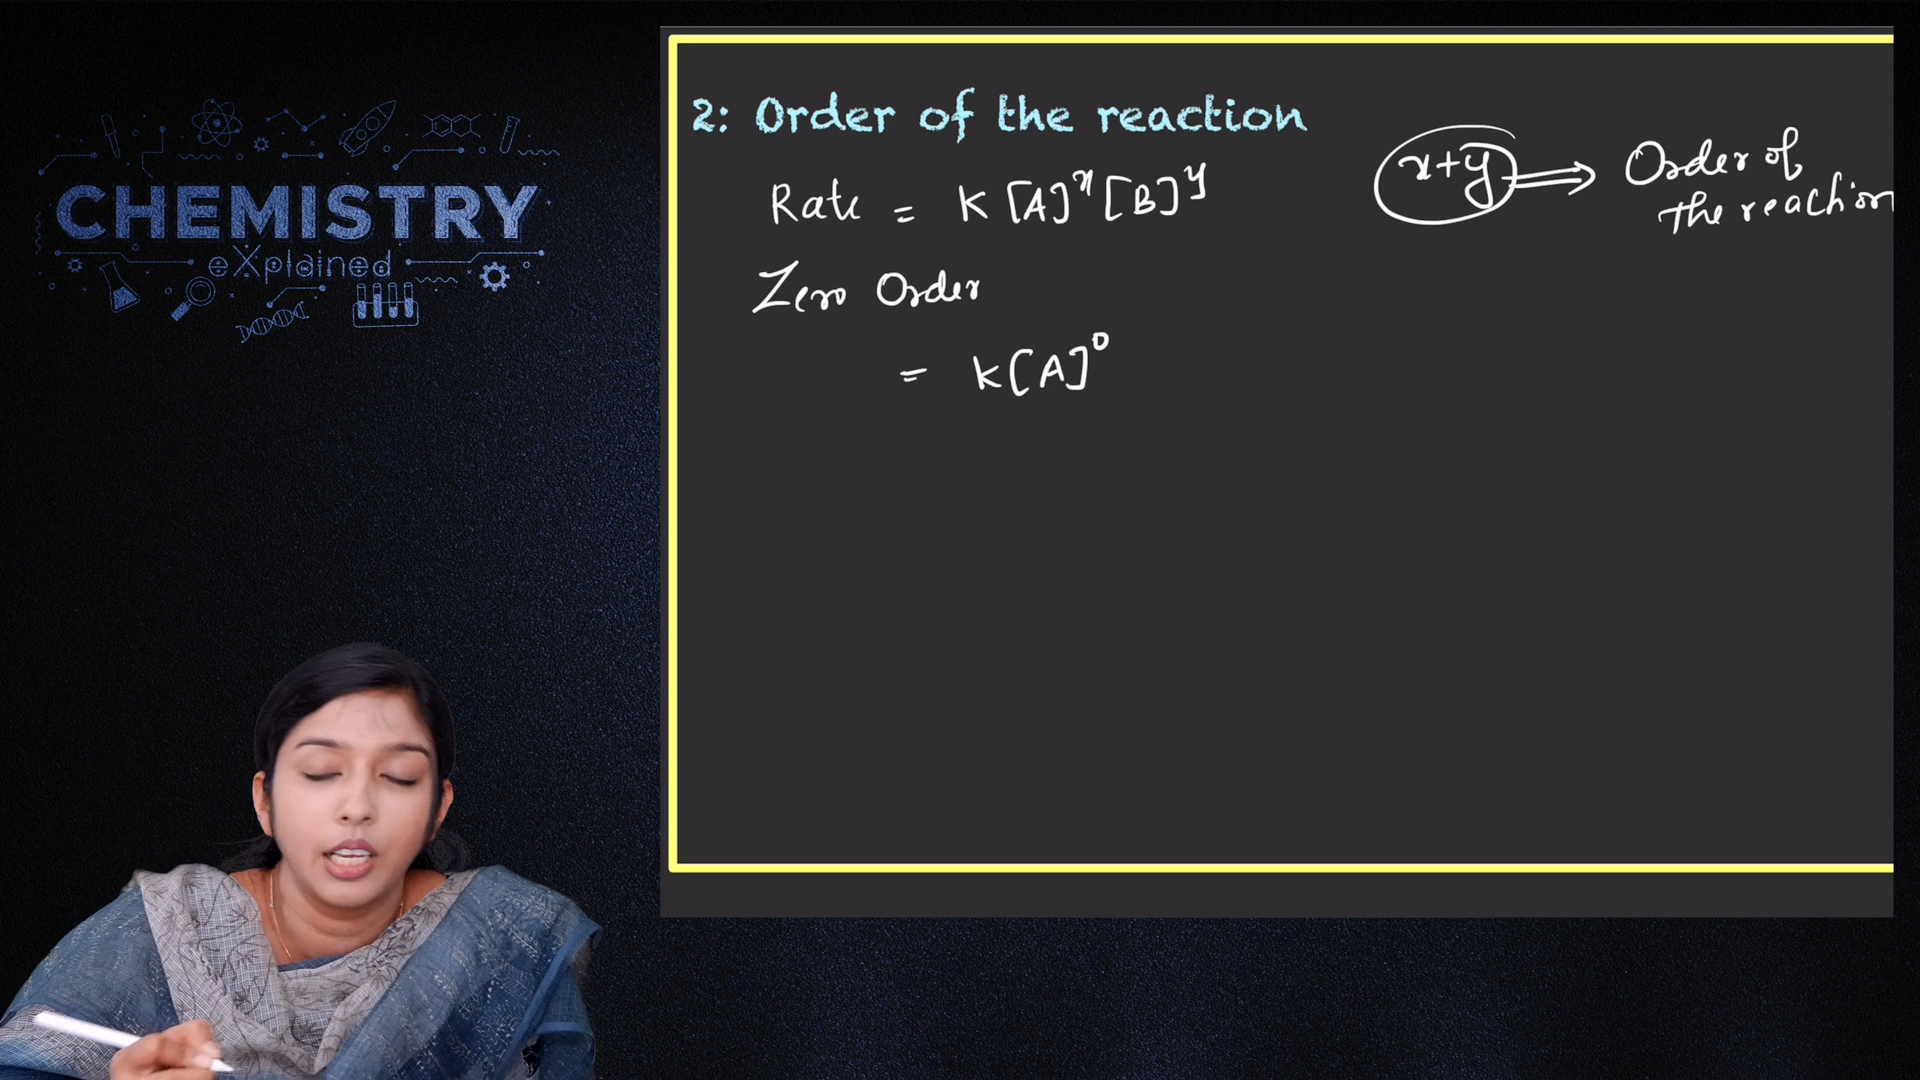 CHEMISTRY
eXplained
2: Order of the reaction
Rate = K [A]ˣ [B]ʸ
x+y ⟹ Order of
the reaction
Zero Order
= K[A]⁰